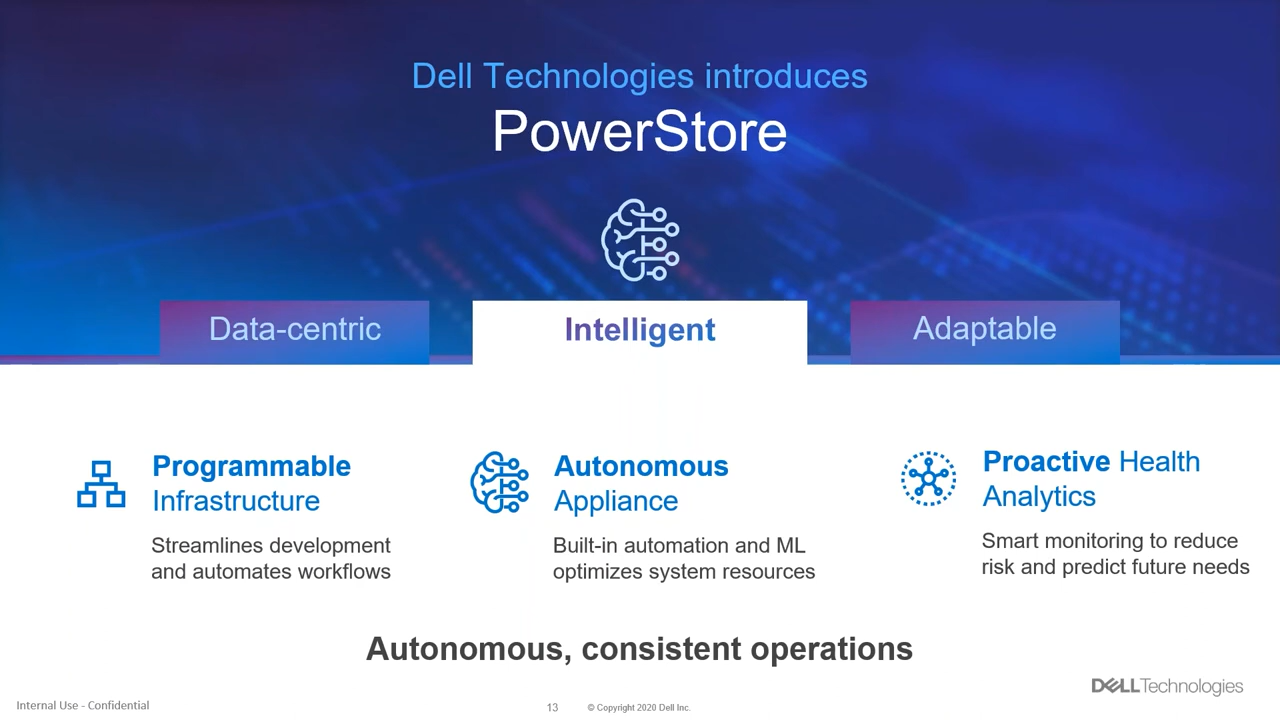 Dell Technologies introduces
PowerStore
Data-centric
Intelligent
Adaptable
Programmable
Infrastructure
Streamlines development
and automates workflows
Autonomous
Appliance
Built-in automation and ML
optimizes system resources
Proactive Health
Analytics
Smart monitoring to reduce
risk and predict future needs
Autonomous, consistent operations
DELLTechnologies
Internal Use - Confidential
13
© Copyright 2020 Dell Inc.